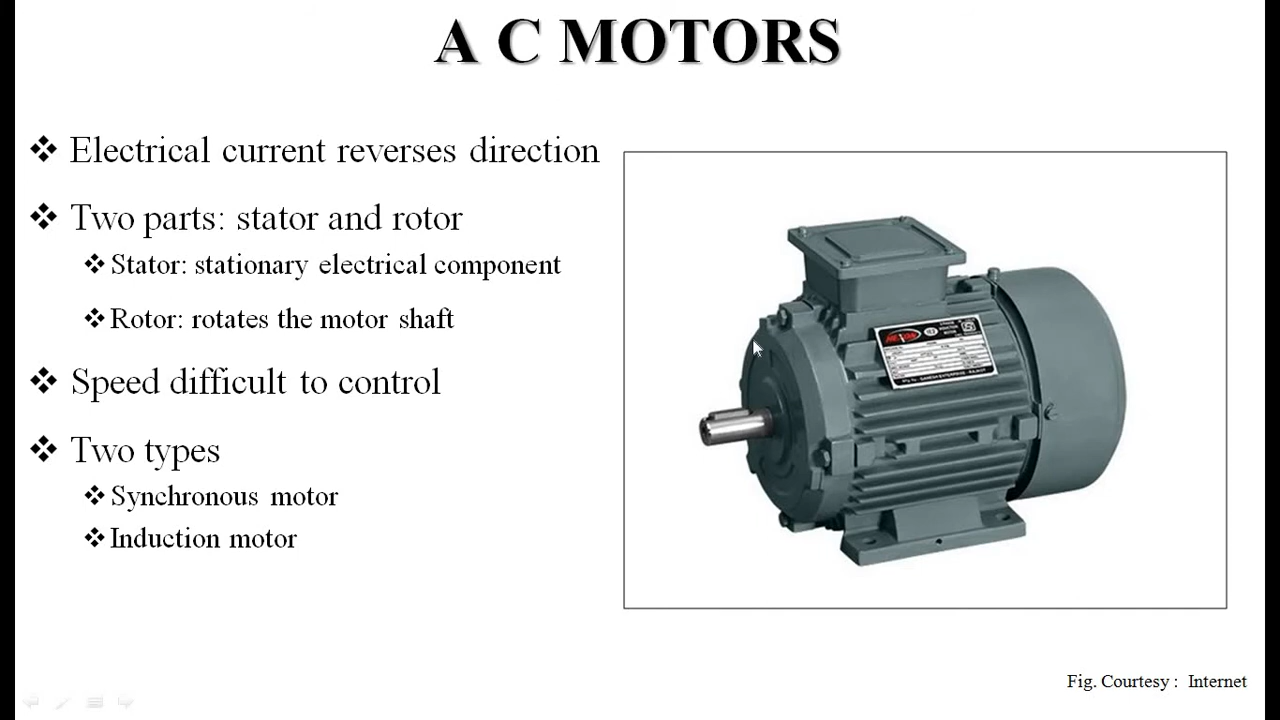 A C MOTORS
❖ Electrical current reverses direction
❖ Two parts: stator and rotor
❖ Stator: stationary electrical component
❖ Rotor: rotates the motor shaft
❖ Speed difficult to control
❖ Two types
❖ Synchronous motor
❖ Induction motor
Fig. Courtesy : Internet